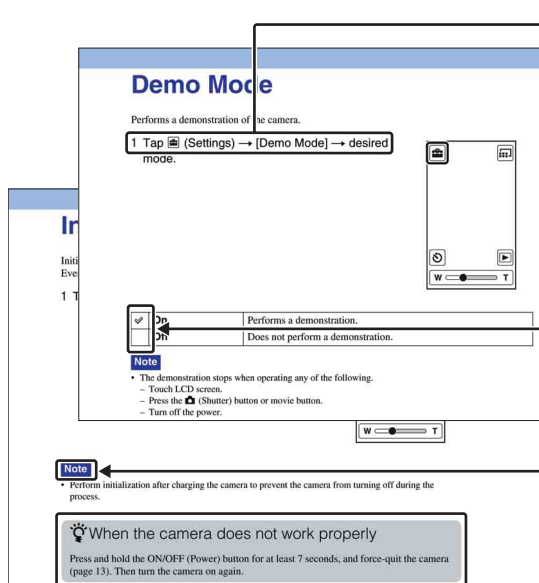 Demo Mode
Performs a demonstration of the camera.
1 Tap (Settings) → [Demo Mode] → desired
mode.
W T
On Performs a demonstration.
Does not perform a demonstration.
Note
• The demonstration stops when operating any of the following.
– Touch LCD screen.
– Press the (Shutter) button or movie button.
– Turn off the power.
Initi
Eve
1 T
W T
Note
• Perform initialization after charging the camera to prevent the camera from turning off during the
process.
When the camera does not work properly
Press and hold the ON/OFF (Power) button for at least 7 seconds, and force-quit the camera
(page 13). Then turn the camera on again.